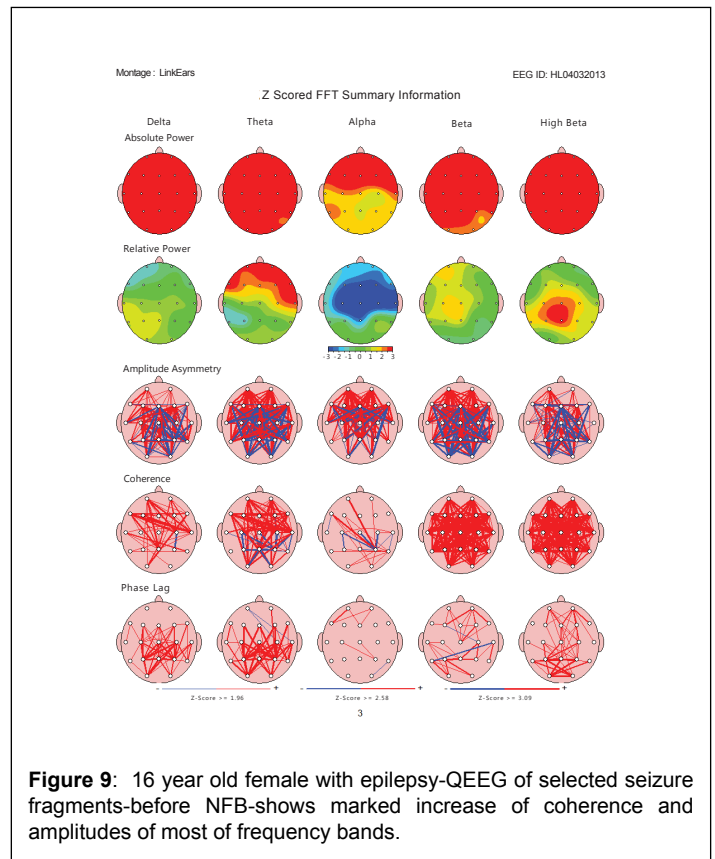 Montage : LinkEars EEG ID: HL04032013
.Z Scored FFT Summary Information
Delta Theta Alpha Beta High Beta
Absolute Power
Relative Power
-3 -2 -1 0 1 2 3
Amplitude Asymmetry
Coherence
Phase Lag
- + - + - +
Z-Score >= 1.96 Z-Score >= 2.58 Z-Score >= 3.09
3
Figure 9: 16 year old female with epilepsy-QEEG of selected seizure
fragments-before NFB-shows marked increase of coherence and
amplitudes of most of frequency bands.